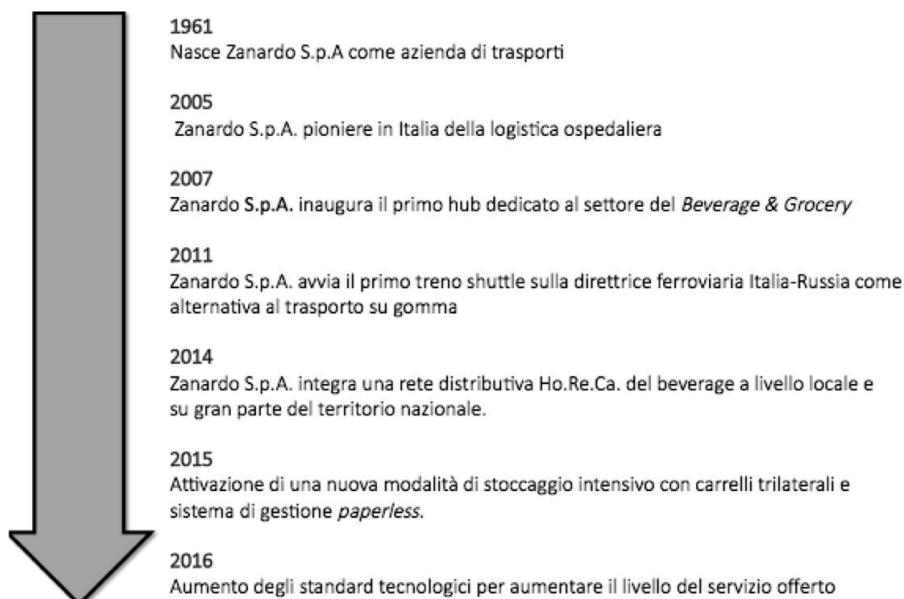 1961
Nasce Zanardo S.p.A come azienda di trasporti
2005
Zanardo S.p.A. pioniere in Italia della logistica ospedaliera
2007
Zanardo S.p.A. inaugura il primo hub dedicato al settore del Beverage & Grocery
2011
Zanardo S.p.A. avvia il primo treno shuttle sulla direttrice ferroviaria Italia-Russia come
alternativa al trasporto su gomma
2014
Zanardo S.p.A. integra una rete distributiva Ho.Re.Ca. del beverage a livello locale e
su gran parte del territorio nazionale.
2015
Attivazione di una nuova modalità di stoccaggio intensivo con carrelli trilaterali e
sistema di gestione paperless.
2016
Aumento degli standard tecnologici per aumentare il livello del servizio offerto